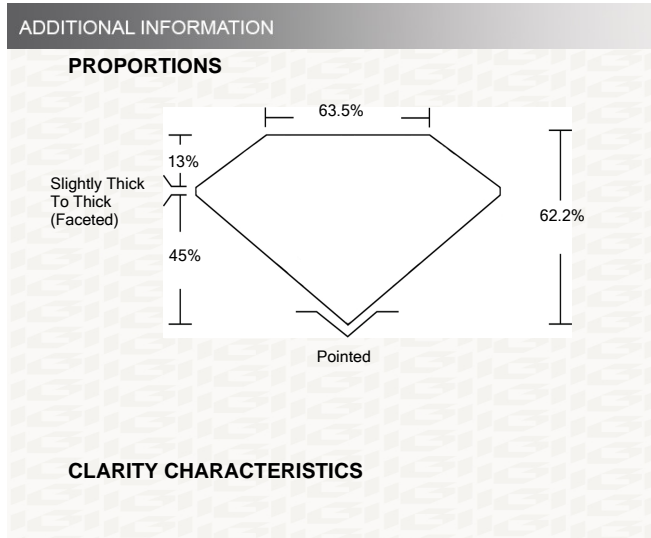 ADDITIONAL INFORMATION
PROPORTIONS
63.5%
13%
Slightly Thick
To Thick
(Faceted)
62.2%
45%
Pointed
CLARITY CHARACTERISTICS